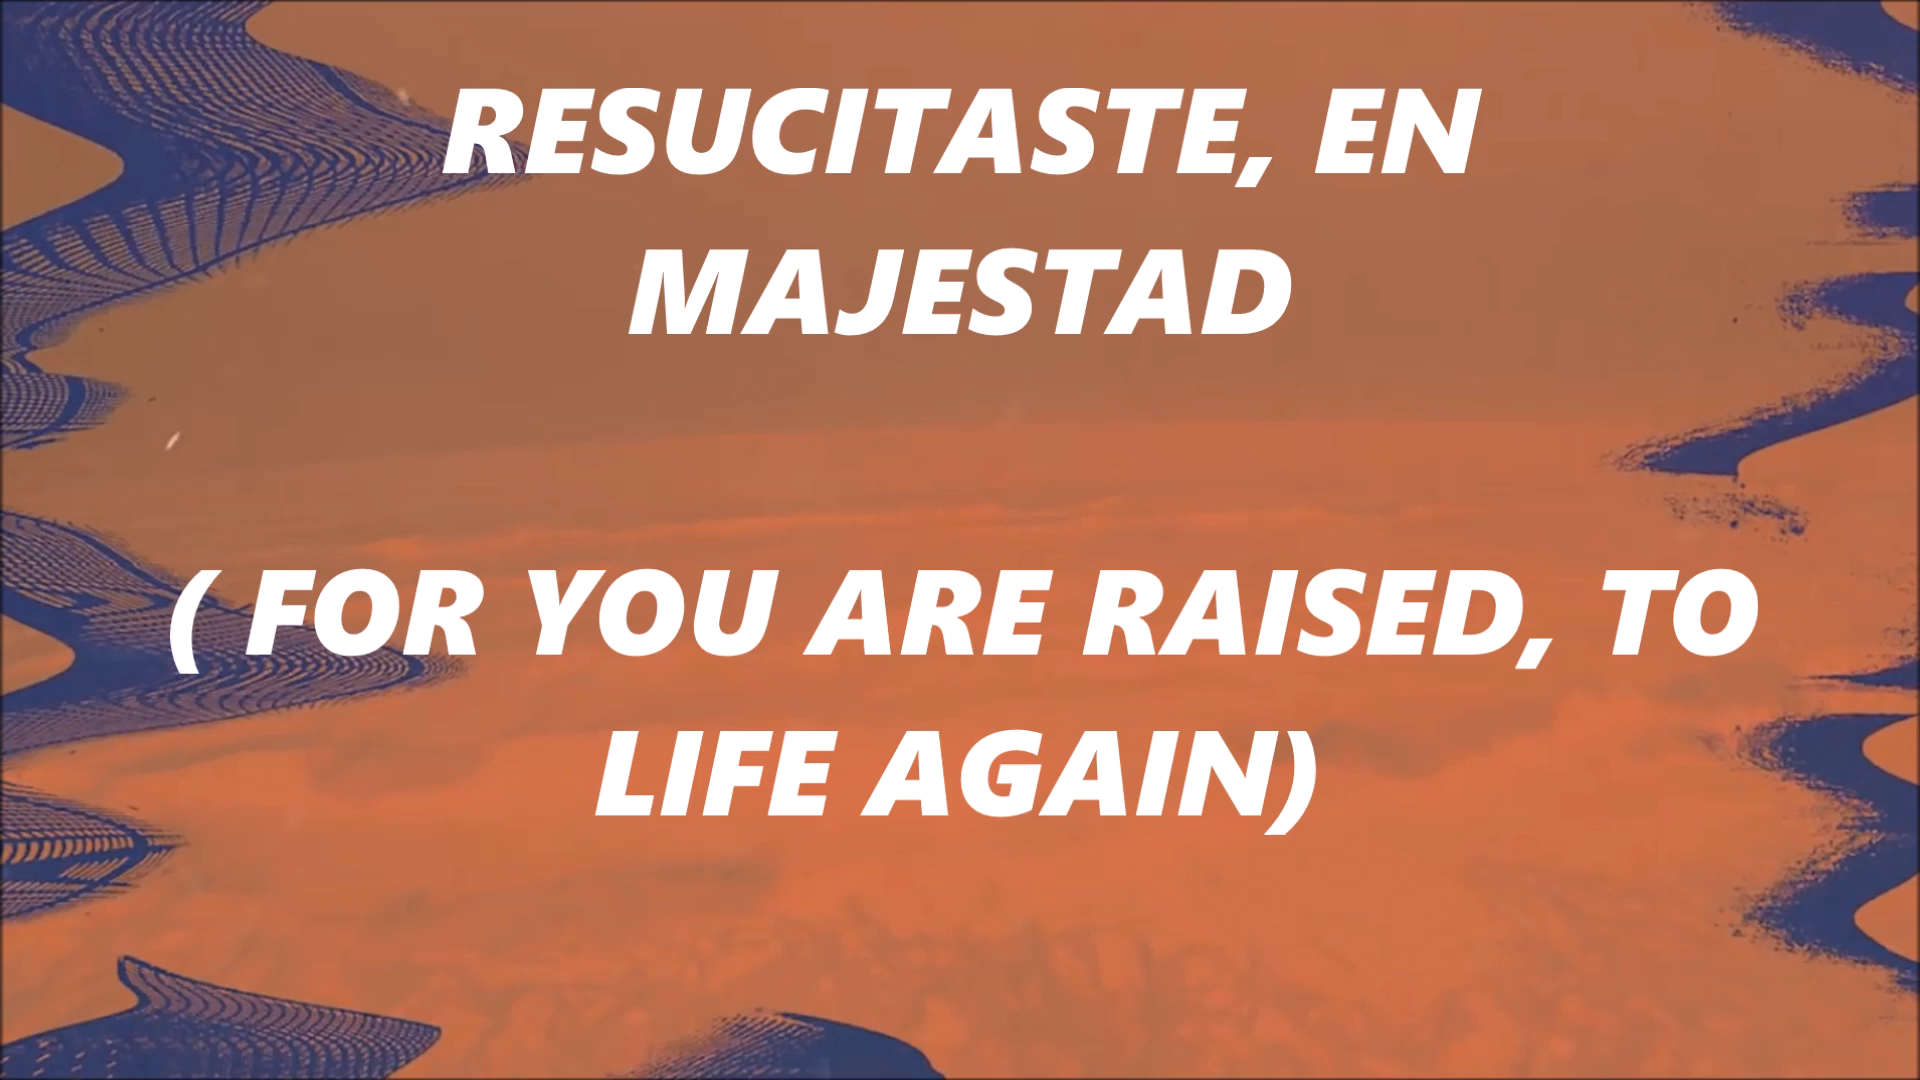 RESUCITASTE, EN
MAJESTAD
( FOR YOU ARE RAISED, TO
LIFE AGAIN)